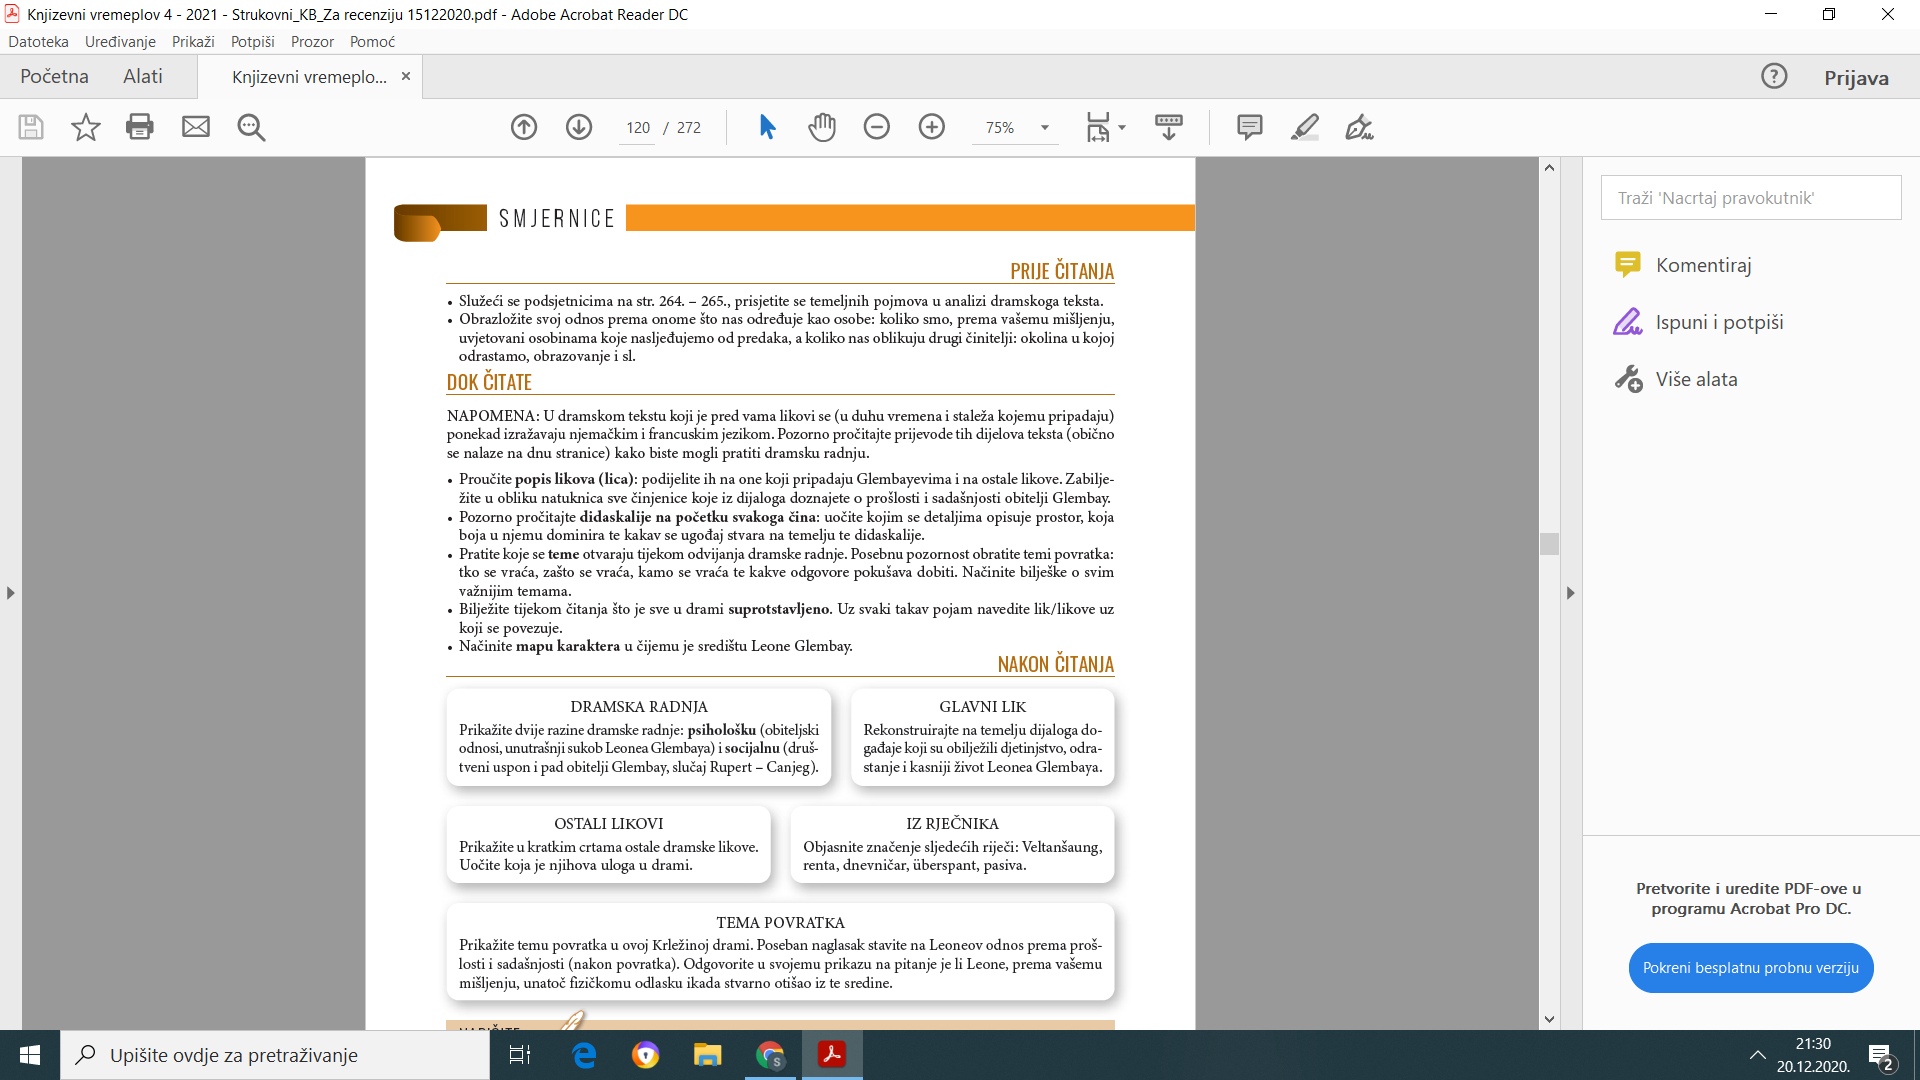 Knjizevni vremeplov 4 - 2021 - Strukovni_KB_Za recenziju 15122020.pdf - Adobe Acrobat Reader DC
Datoteka Uređivanje Prikaži Potpiši Prozor Pomoć
Početna Alati Knjizevni vremeplo... × ? Prijava
120 / 272 75%
SMJERNICE
PRIJE ČITANJA
• Služeći se podsjetnicima na str. 264. – 265., prisjetite se temeljnih pojmova u analizi dramskoga teksta.
• Obrazložite svoj odnos prema onome što nas određuje kao osobe: koliko smo, prema vašemu mišljenju,
uvjetovani osobinama koje nasljeđujemo od predaka, a koliko nas oblikuju drugi činitelji: okolina u kojoj
odrastamo, obrazovanje i sl.
DOK ČITATE
NAPOMENA: U dramskom tekstu koji je pred vama likovi se (u duhu vremena i staleža kojemu pripadaju)
ponekad izražavaju njemačkim i francuskim jezikom. Pozorno pročitajte prijevode tih dijelova teksta (obično
se nalaze na dnu stranice) kako biste mogli pratiti dramsku radnju.
• Proučite popis likova (lica): podijelite ih na one koji pripadaju Glembayevima i na ostale likove. Zabilje-
žite u obliku natuknica sve činjenice koje iz dijaloga doznajete o prošlosti i sadašnjosti obitelji Glembay.
• Pozorno pročitajte didaskalije na početku svakoga čina: uočite kojim se detaljima opisuje prostor, koja
boja u njemu dominira te kakav se ugođaj stvara na temelju te didaskalije.
• Pratite koje se teme otvaraju tijekom odvijanja dramske radnje. Posebnu pozornost obratite temi povratka:
tko se vraća, zašto se vraća, kamo se vraća te kakve odgovore pokušava dobiti. Načinite bilješke o svim
važnijim temama.
• Bilježite tijekom čitanja što je sve u drami suprotstavljeno. Uz svaki takav pojam navedite lik/likove uz
koji se povezuje.
• Načinite mapu karaktera u čijemu je središtu Leone Glembay.
NAKON ČITANJA
DRAMSKA RADNJA
Prikažite dvije razine dramske radnje: psihološku (obiteljski
odnosi, unutrašnji sukob Leonea Glembaya) i socijalnu (druš-
tveni uspon i pad obitelji Glembay, slučaj Rupert – Canjeg).
GLAVNI LIK
Rekonstruirajte na temelju dijaloga do-
gađaje koji su obilježili djetinjstvo, odra-
stanje i kasniji život Leonea Glembaya.
OSTALI LIKOVI
Prikažite u kratkim crtama ostale dramske likove.
Uočite koja je njihova uloga u drami.
IZ RJEČNIKA
Objasnite značenje sljedećih riječi: Veltanšaung,
renta, dnevničar, überspant, pasiva.
TEMA POVRATKA
Prikažite temu povratka u ovoj Krležinoj drami. Poseban naglasak stavite na Leoneov odnos prema proš-
losti i sadašnjosti (nakon povratka). Odgovorite u svojemu prikazu na pitanje je li Leone, prema vašemu
mišljenju, unatoč fizičkomu odlasku ikada stvarno otišao iz te sredine.
Traži 'Nacrtaj pravokutnik'
Komentiraj
Ispuni i potpiši
Više alata
Pretvorite i uredite PDF-ove u
programu Acrobat Pro DC.
Pokreni besplatnu probnu verziju
Upišite ovdje za pretraživanje
S
21:30
20.12.2020.
2